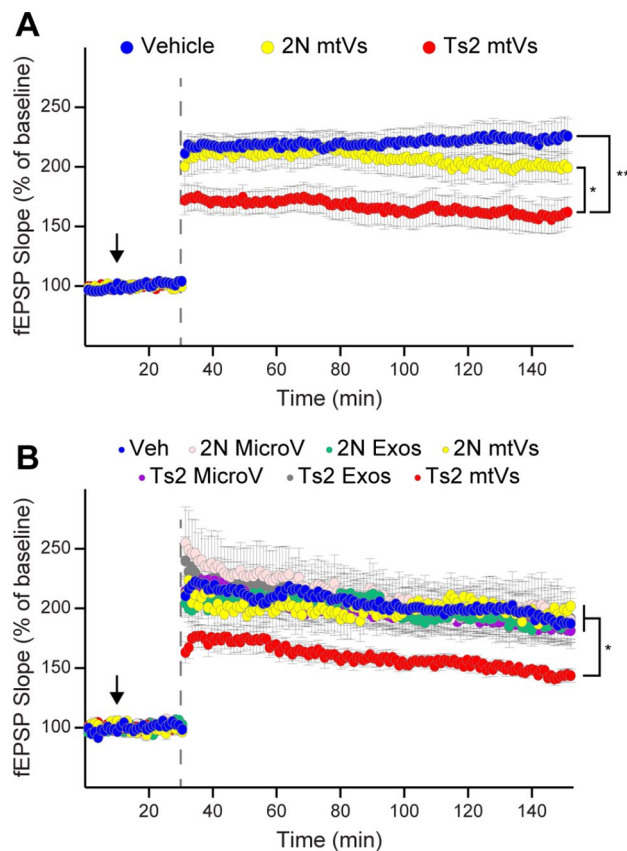 A
Vehicle 2N mtVs Ts2 mtVs
fEPSP Slope (% of baseline)
250
200
150
100
*
**
20 40 60 80 100 120 140
Time (min)
B
Veh 2N MicroV 2N Exos 2N mtVs
Ts2 MicroV Ts2 Exos Ts2 mtVs
fEPSP Slope (% of baseline)
250
200
150
100
*
20 40 60 80 100 120 140
Time (min)